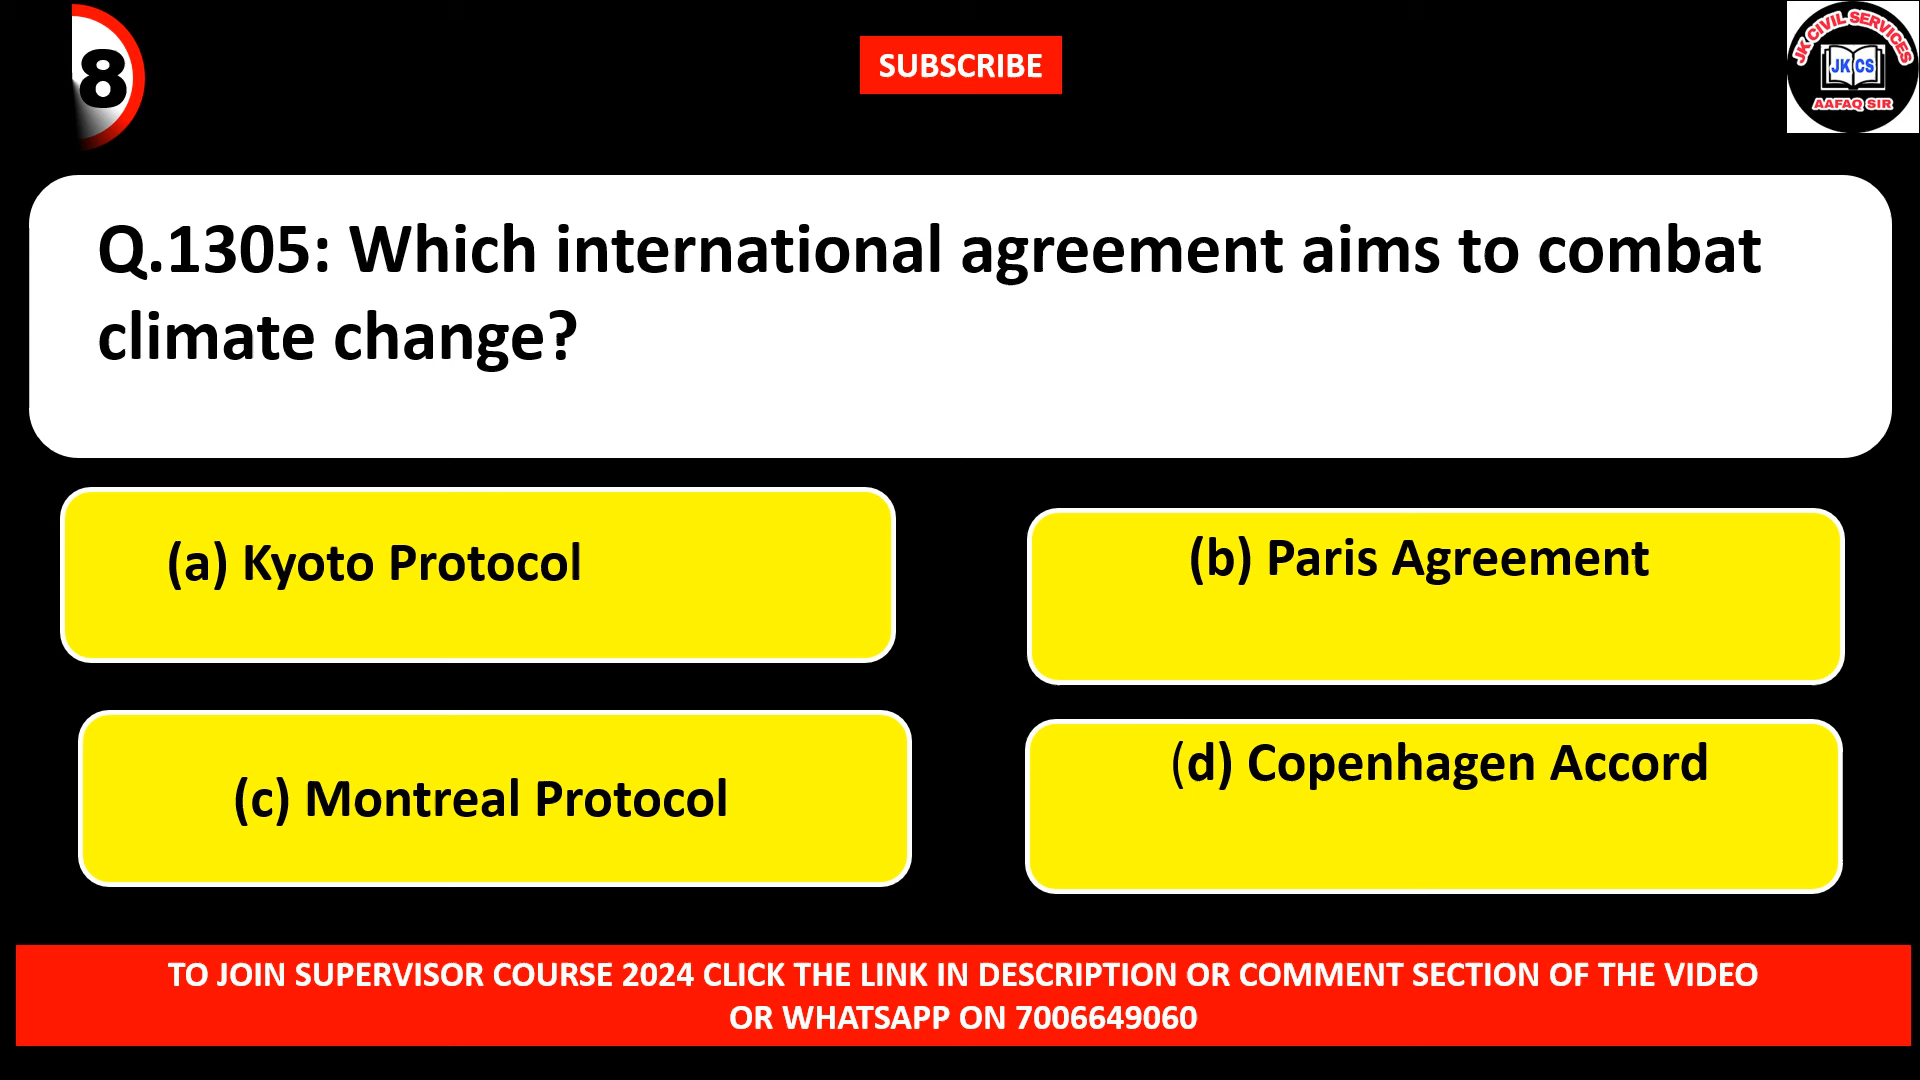 8
SUBSCRIBE
JK CIVIL SERVICES
JK CS
AAFAQ SIR
Q.1305: Which international agreement aims to combat
climate change?
(a) Kyoto Protocol
(b) Paris Agreement
(c) Montreal Protocol
(d) Copenhagen Accord
TO JOIN SUPERVISOR COURSE 2024 CLICK THE LINK IN DESCRIPTION OR COMMENT SECTION OF THE VIDEO
OR WHATSAPP ON 7006649060